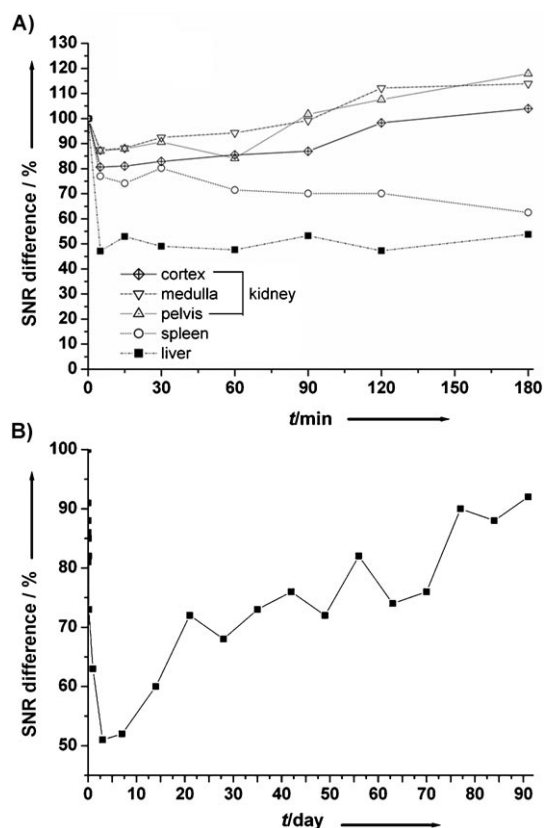 A)
130
120
110
100
90
80
70
60
50
40
30
20
10
0
SNR difference / %
cortex
medulla
pelvis
kidney
spleen
liver
0 30 60 90 120 150 180
t/min
B)
100
90
80
70
60
50
SNR difference / %
0 10 20 30 40 50 60 70 80 90
t/day